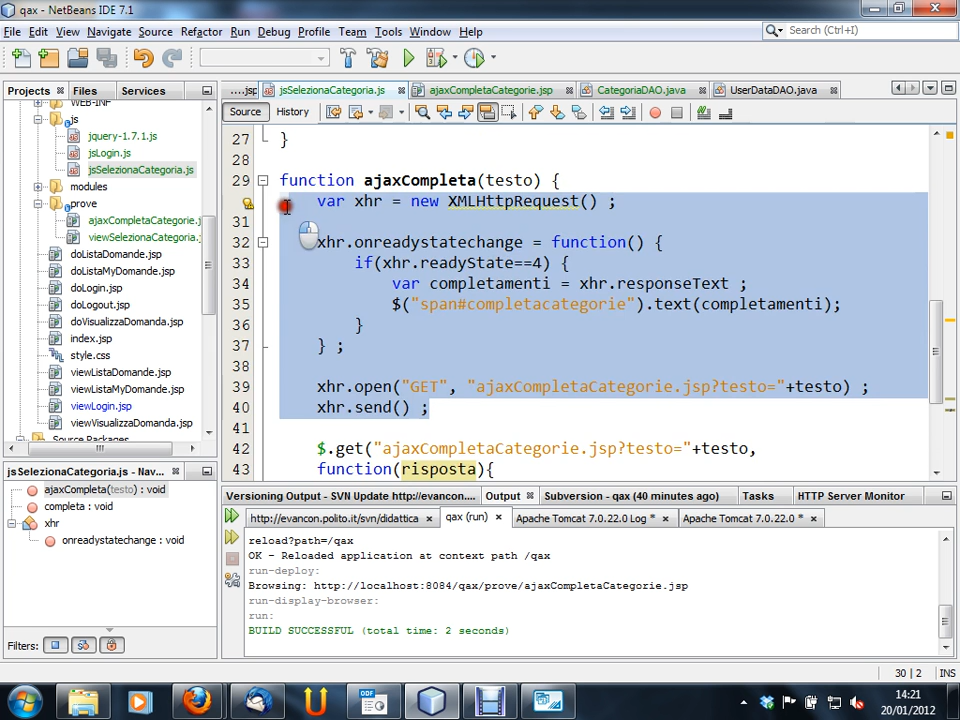 qax - NetBeans IDE 7.1
File Edit View Navigate Source Refactor Run Debug Profile Team Tools Window Help
Search (Ctrl+I)
Projects Files Services
WEB-INF
js
jquery-1.7.1.js
jsLogin.js
jsSelezionaCategoria.js
modules
prove
ajaxCompletaCategorie.j
viewSelezionaCategoria.
doListaDomande.jsp
doListaMyDomande.jsp
doLogin.jsp
doLogout.jsp
doVisualizzaDomanda.jsp
index.jsp
style.css
viewListaDomande.jsp
viewListaMyDomande.jsp
viewLogin.jsp
viewVisualizzaDomanda.jsp
Source Packages
jsSelezionaCategoria.js - Nav...
ajaxCompleta(testo) : void
completa : void
xhr
onreadystatechange : void
Filters:
....jsp jsSelezionaCategoria.js ajaxCompletaCategorie.jsp CategoriaDAO.java UserDataDAO.java
Source History
27 }
28
29 function ajaxCompleta(testo) {
var xhr = new XMLHttpRequest() ;
31
32 xhr.onreadystatechange = function() {
33 if(xhr.readyState==4) {
34 var completamenti = xhr.responseText ;
35 $("span#completacategorie").text(completamenti);
36 }
37 } ;
38
39 xhr.open("GET", "ajaxCompletaCategorie.jsp?testo="+testo) ;
40 xhr.send() ;
41
42 $.get("ajaxCompletaCategorie.jsp?testo="+testo,
43 function(risposta){
Versioning Output - SVN Update http://evancon.... Output Subversion - qax (40 minutes ago) Tasks HTTP Server Monitor
http://evancon.polito.it/svn/didattica qax (run) Apache Tomcat 7.0.22.0 Log * Apache Tomcat 7.0.22.0 *
reload?path=/qax
OK - Reloaded application at context path /qax
run-deploy:
Browsing: http://localhost:8084/qax/prove/ajaxCompletaCategorie.jsp
run-display-browser:
run:
BUILD SUCCESSFUL (total time: 2 seconds)
30 | 2 INS
ODF
14:21
20/01/2012